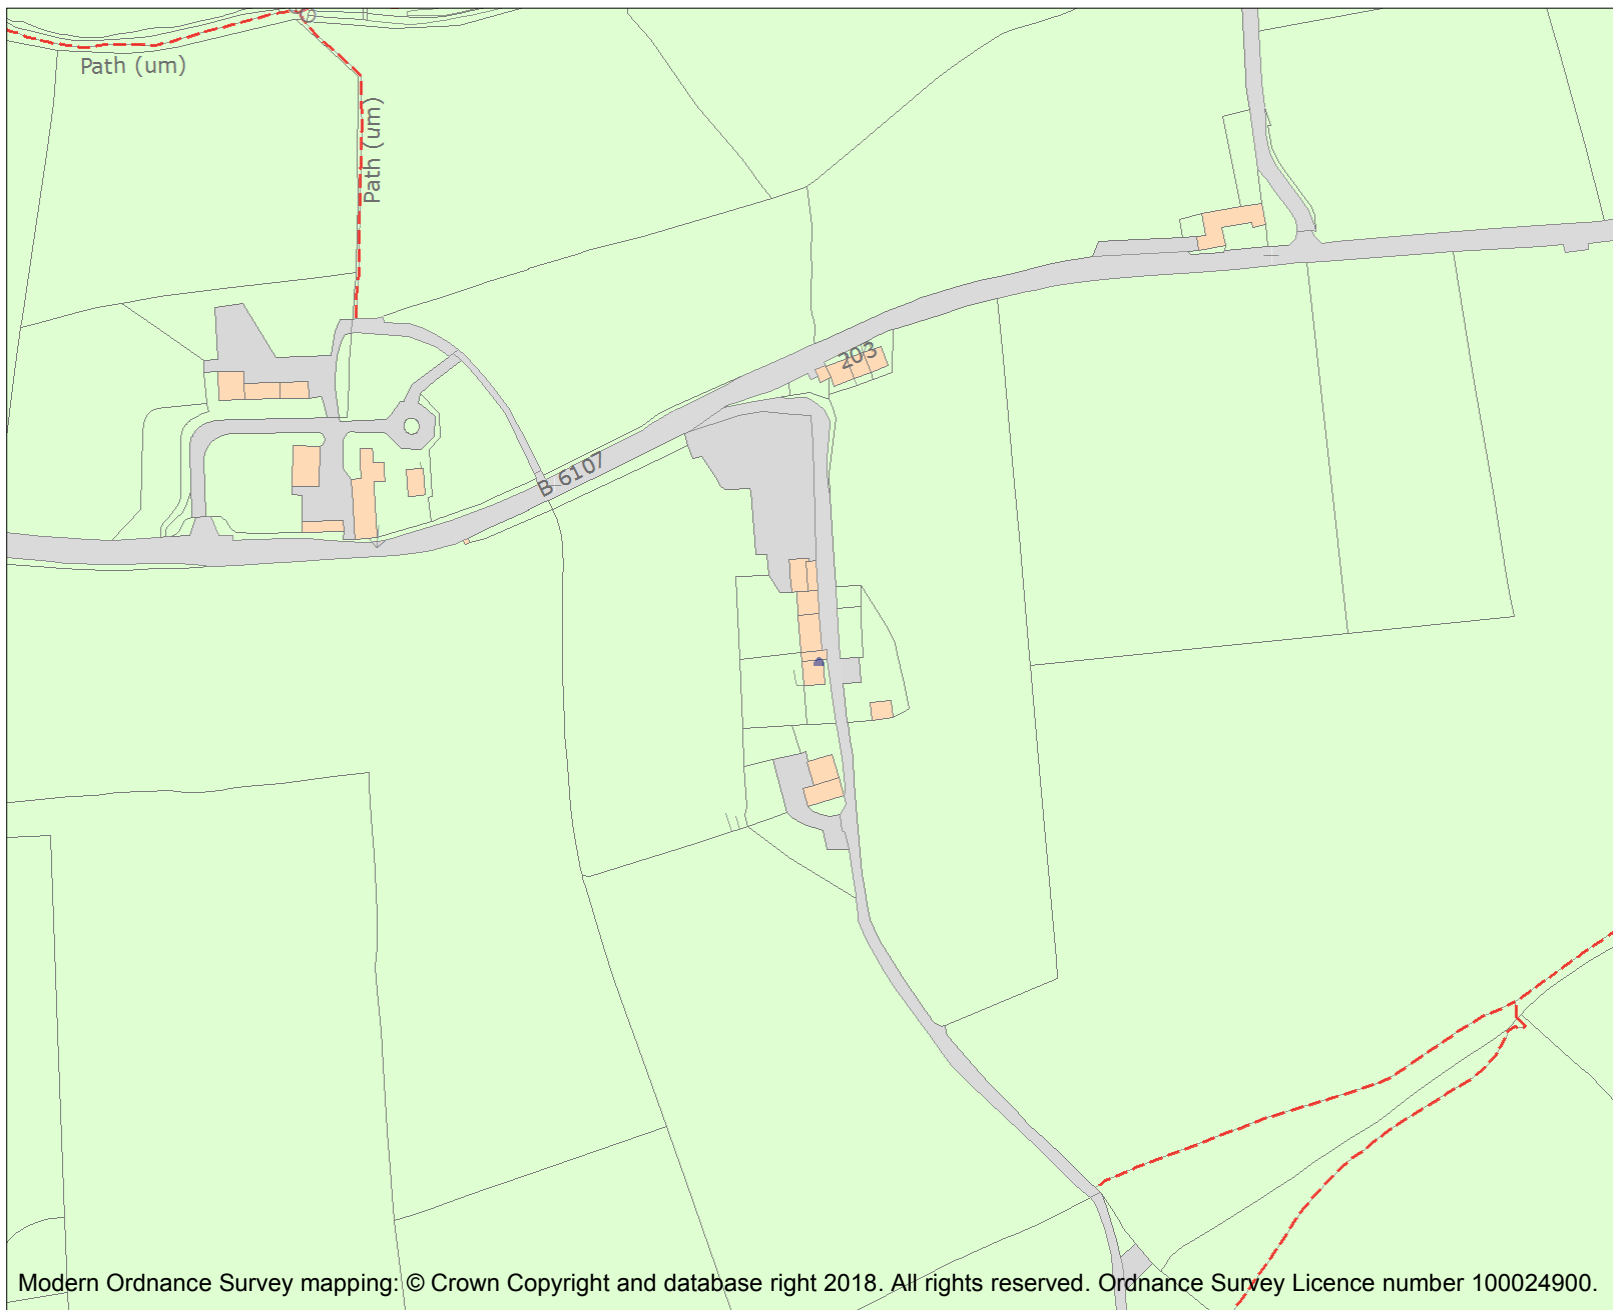 Path (um)
Path (um)
203
B 6107
Modern Ordnance Survey mapping: © Crown Copyright and database right 2018. All rights reserved. Ordnance Survey Licence number 100024900.